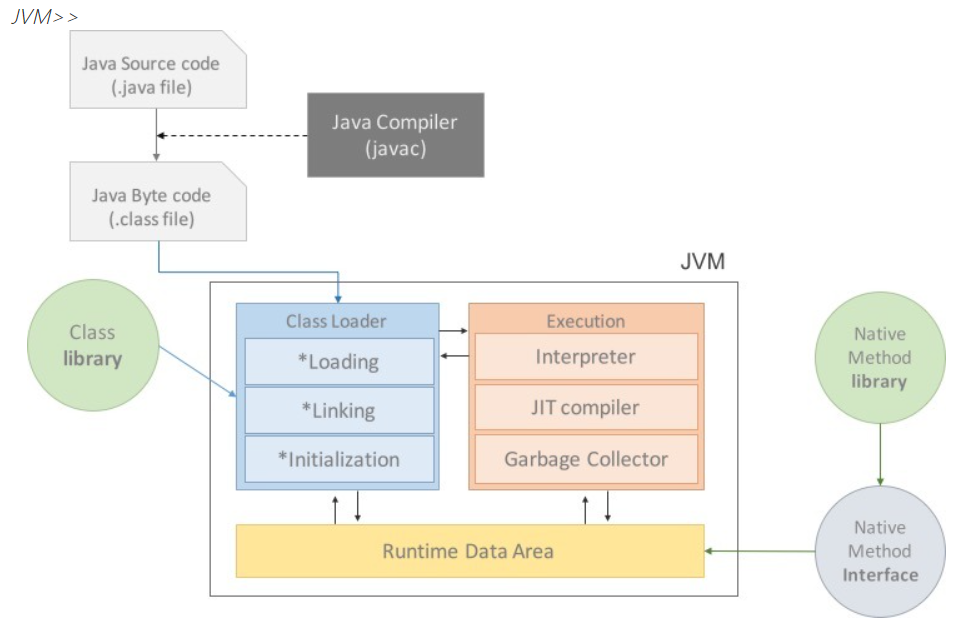 JVM>>
Java Source code
(.java file)
Java Compiler
(javac)
Java Byte code
(.class file)
JVM
Class
library
Class Loader
*Loading
*Linking
*Initialization
Execution
Interpreter
JIT compiler
Garbage Collector
Native
Method
library
Runtime Data Area
Native
Method
Interface